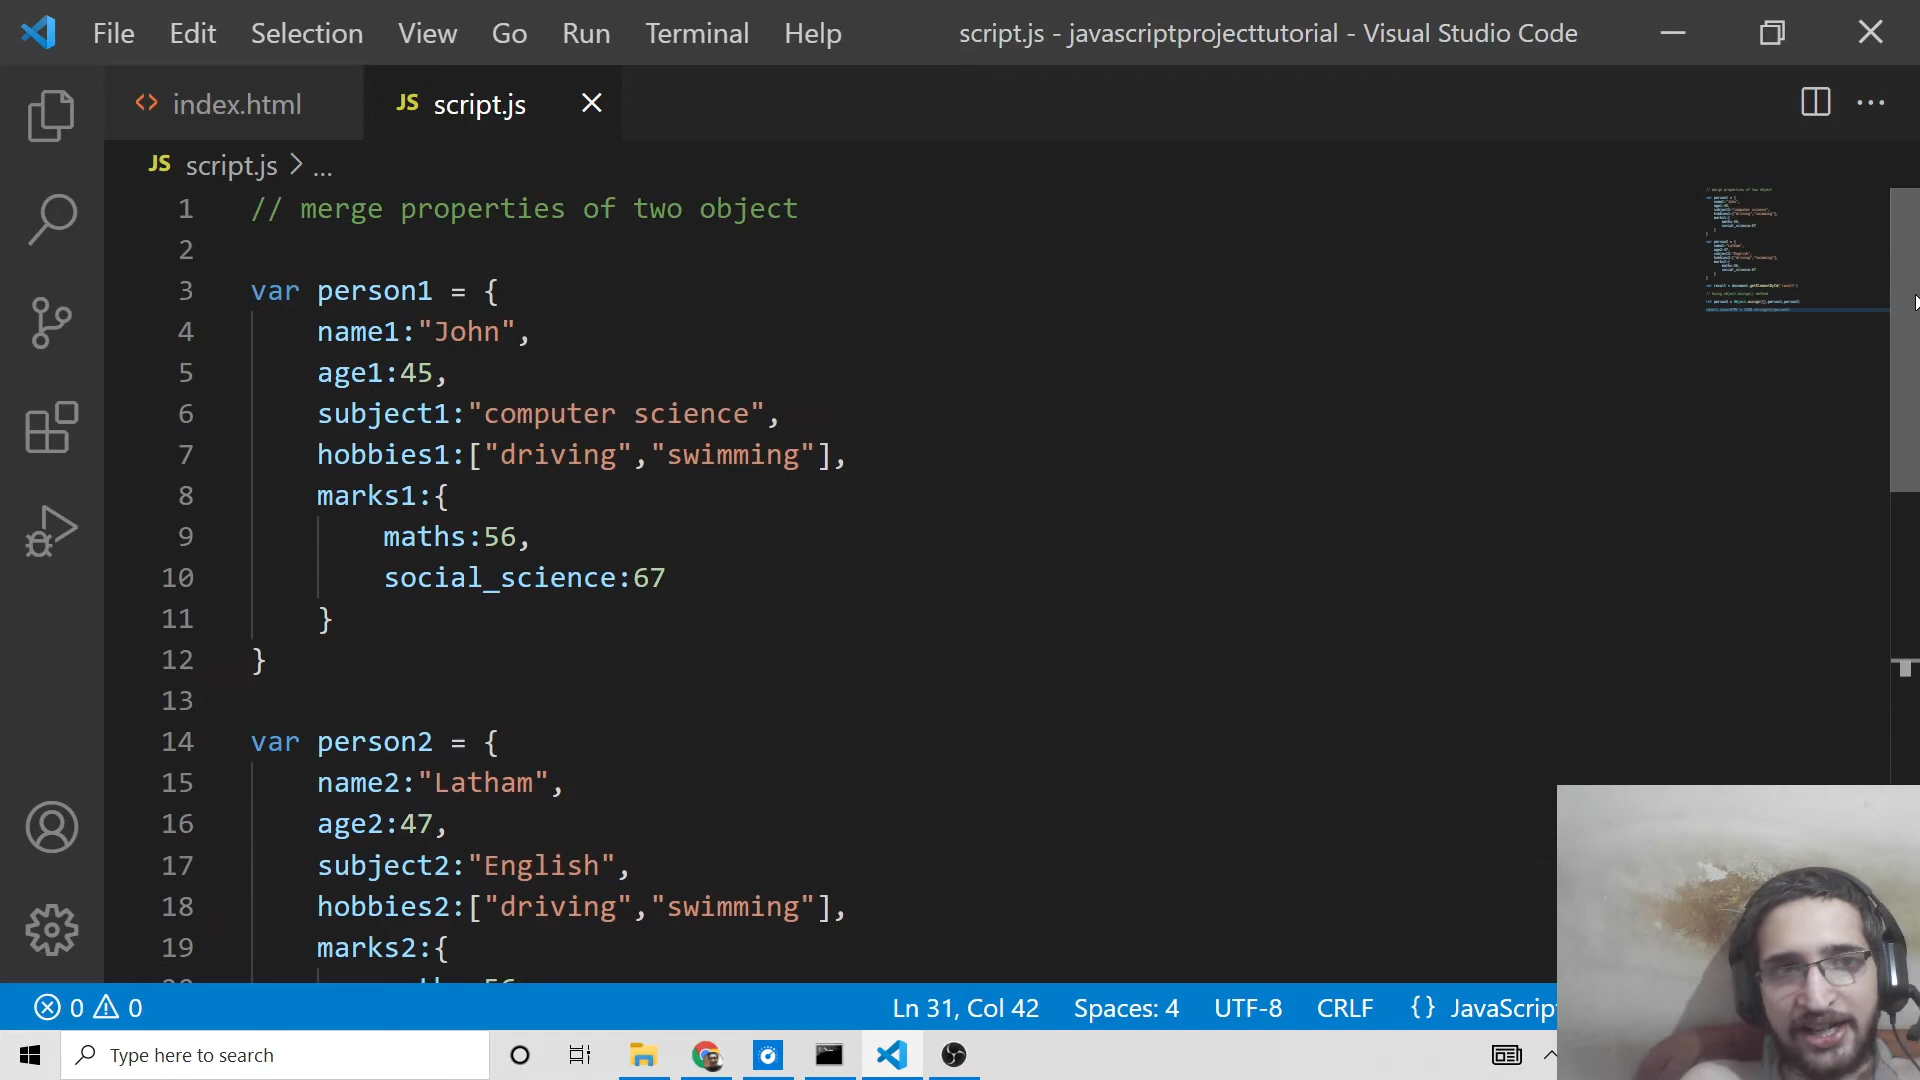 File Edit Selection View Go Run Terminal Help script.js - javascriptprojecttutorial - Visual Studio Code
index.html JS script.js
JS script.js > ...
1 // merge properties of two object
2
3 var person1 = {
4 name1:"John",
5 age1:45,
6 subject1:"computer science",
7 hobbies1:["driving","swimming"],
8 marks1:{
9 maths:56,
10 social_science:67
11 }
12 }
13
14 var person2 = {
15 name2:"Latham",
16 age2:47,
17 subject2:"English",
18 hobbies2:["driving","swimming"],
19 marks2:{
0 0 Ln 31, Col 42 Spaces: 4 UTF-8 CRLF {} JavaScript
Type here to search